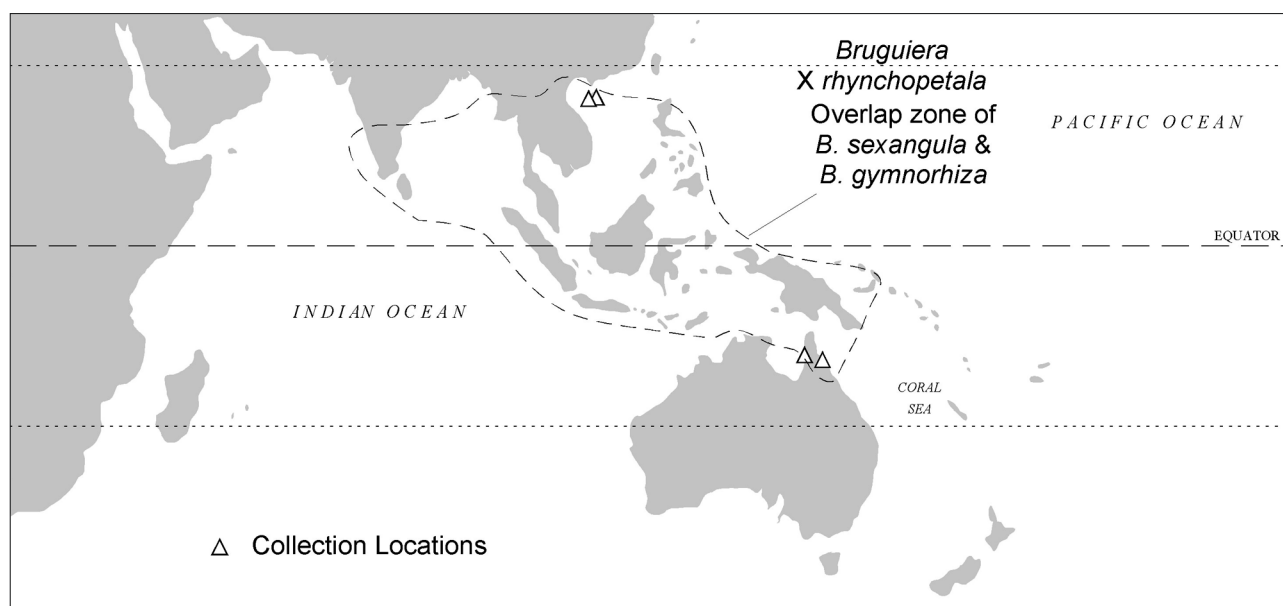 Bruguiera
X rhynchopetala
Overlap zone of
B. sexangula &
B. gymnorhiza
PACIFIC OCEAN
EQUATOR
INDIAN OCEAN
CORAL
SEA
△ Collection Locations